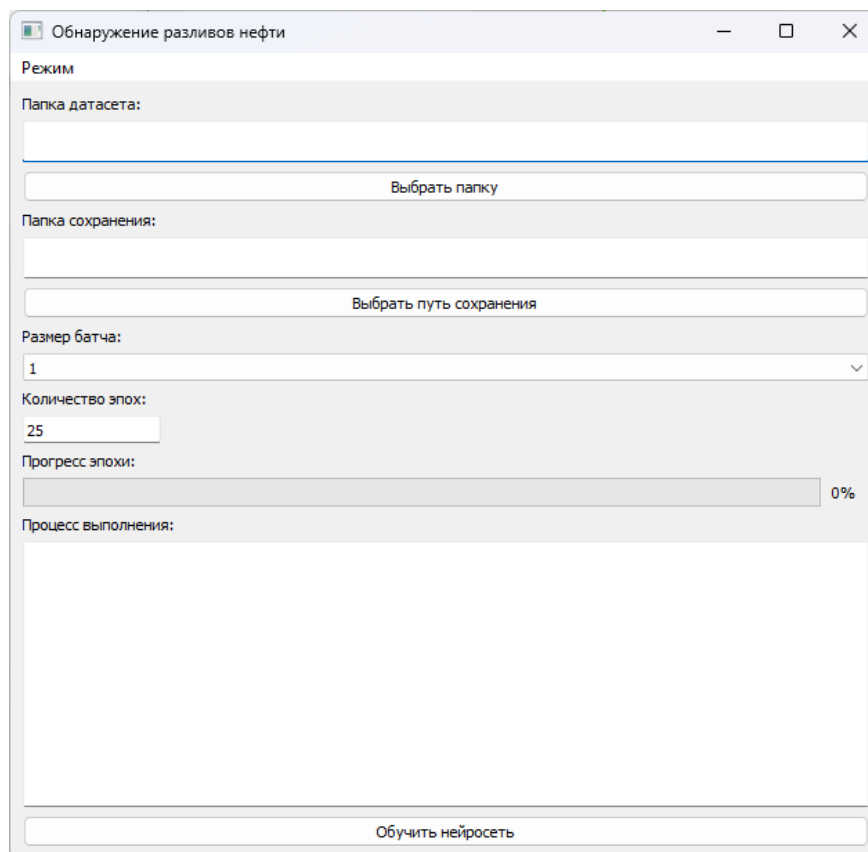 Обнаружение разливов нефти
Режим
Папка датасета:
Выбрать папку
Папка сохранения:
Выбрать путь сохранения
Размер батча:
1
Количество эпох:
25
Прогресс эпохи:
0%
Процесс выполнения:
Обучить нейросеть